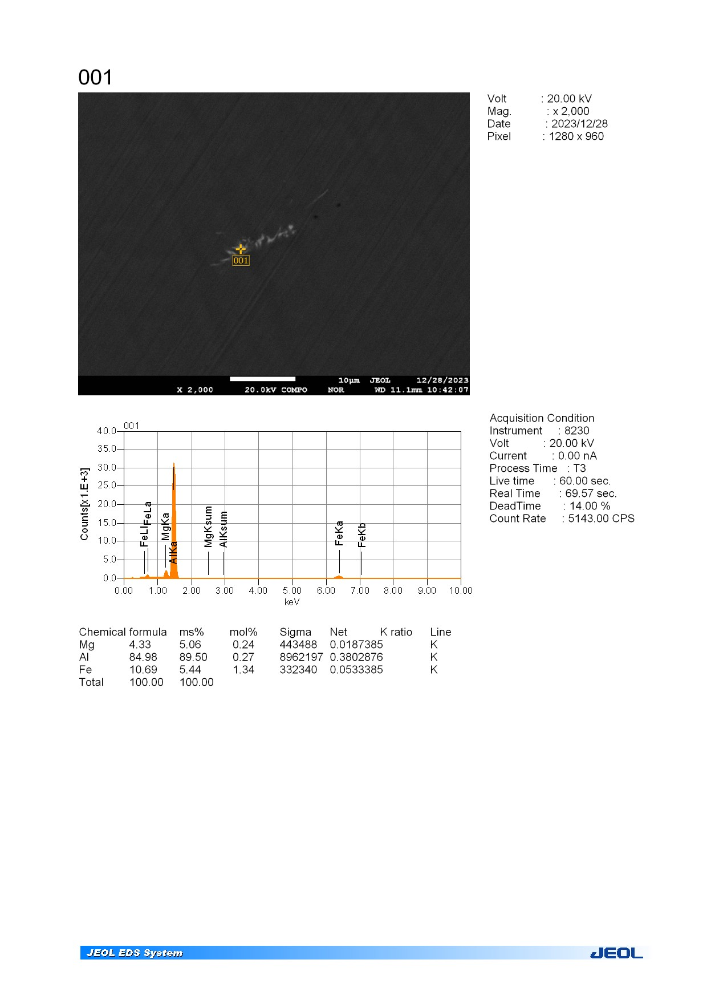 001
Volt : 20.00 kV
Mag. : x 2,000
Date : 2023/12/28
Pixel : 1280 x 960
001
10µm JEOL 12/28/2023
X 2,000 20.0kV COMPO NOR WD 11.1mm 10:42:07
Acquisition Condition
Instrument : 8230
Volt : 20.00 kV
Current : 0.00 nA
Process Time : T3
Live time : 60.00 sec.
Real Time : 69.57 sec.
DeadTime : 14.00 %
Count Rate : 5143.00 CPS
001
Counts[x1.E+3]
40.0
35.0
30.0
25.0
20.0
15.0
10.0
5.0
0.0
FeLl
FeLa
MgKa
AlKa
MgKsum
AlKsum
FeKa
FeKb
0.00 1.00 2.00 3.00 4.00 5.00 6.00 7.00 8.00 9.00 10.00
keV
Chemical formula ms% mol% Sigma Net K ratio Line
Mg 4.33 5.06 0.24 443488 0.0187385 K
Al 84.98 89.50 0.27 8962197 0.3802876 K
Fe 10.69 5.44 1.34 332340 0.0533385 K
Total 100.00 100.00
JEOL EDS System JEOL